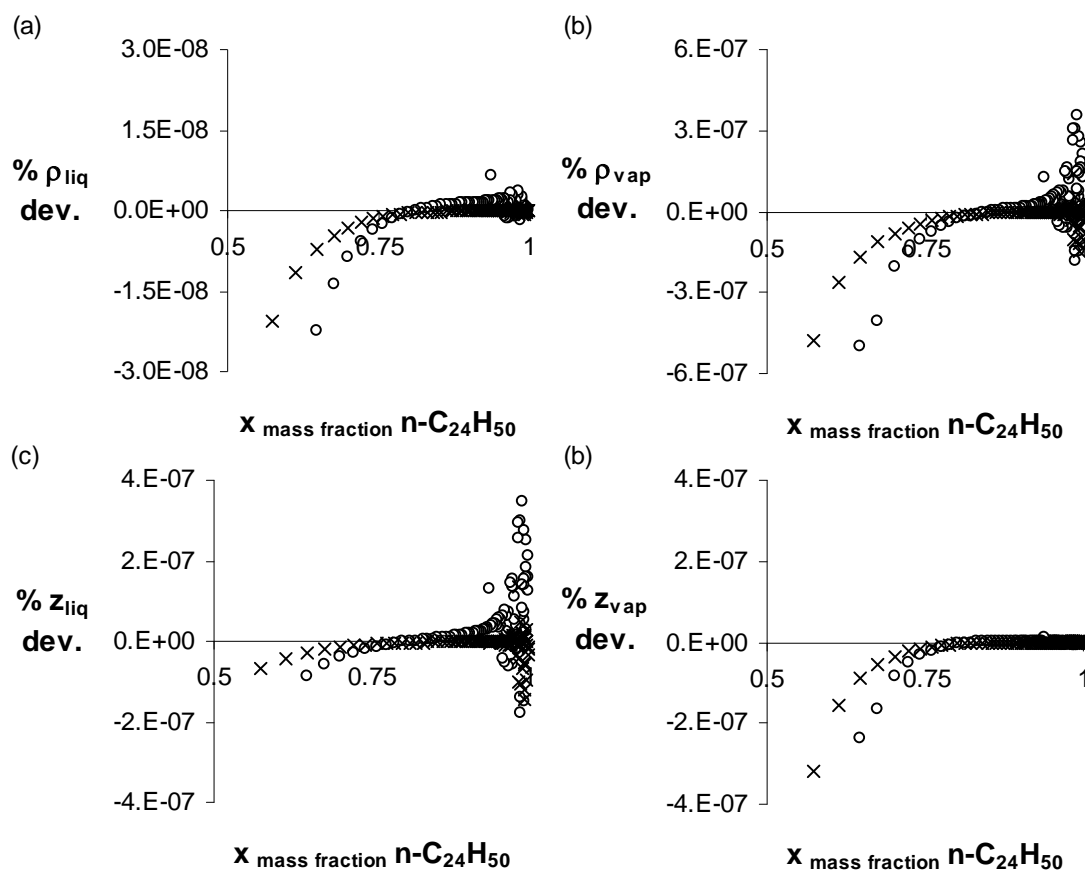 (a)
3.0E-08
1.5E-08
0.0E+00
-1.5E-08
-3.0E-08
% ρliq
dev.
0.5
0.75
1
x mass fraction n-C24H50
(b)
6.E-07
3.E-07
0.E+00
-3.E-07
-6.E-07
% ρvap
dev.
0.5
0.75
1
x mass fraction n-C24H50
(c)
4.E-07
2.E-07
0.E+00
-2.E-07
-4.E-07
% zliq
dev.
0.5
0.75
1
x mass fraction n-C24H50
(b)
4.E-07
2.E-07
0.E+00
-2.E-07
-4.E-07
% zvap
dev.
0.5
0.75
1
x mass fraction n-C24H50